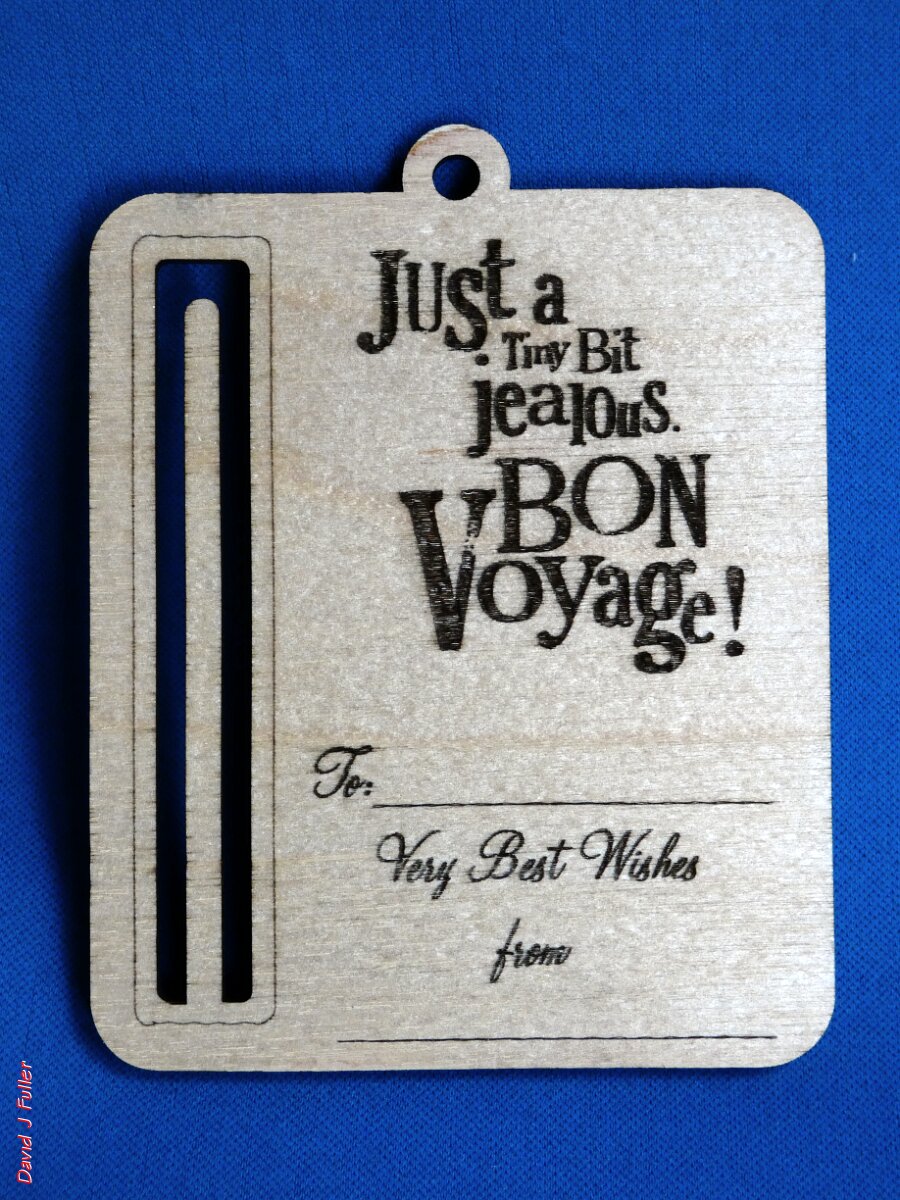 Just a
Tiny Bit
jealous.
BON
Voyage!
To:
Very Best Wishes
from
David J Fuller